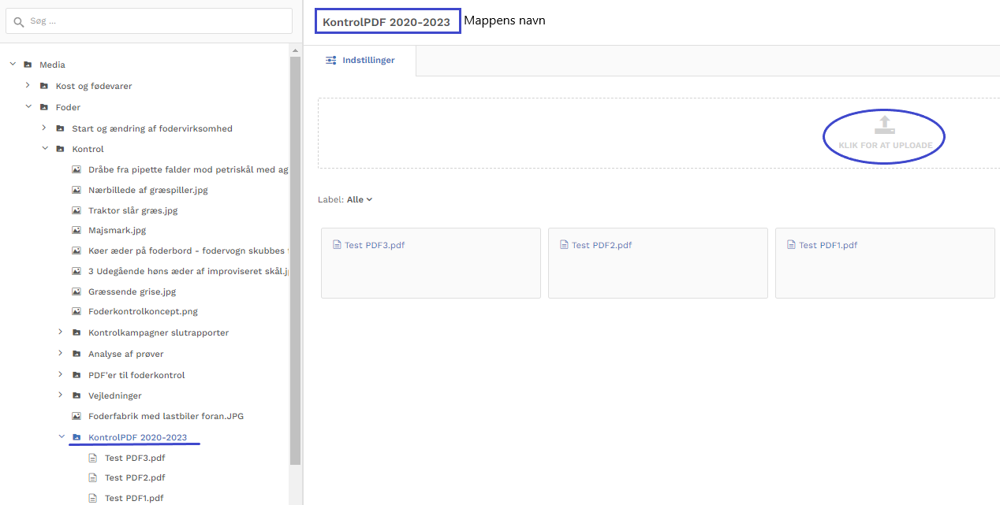 Søg ...
Media
Kost og fødevarer
Foder
Start og ændring af fodervirksomhed
Kontrol
Dråbe fra pipette falder mod petriskål med ag
Nærbillede af græspiller.jpg
Traktor slår græs.jpg
Majsmark.jpg
Køer æder på foderbord - fodervogn skubbes
3 Udegående høns æder af improviseret skål.j
Græssende grise.jpg
Foderkontrolkoncept.png
Kontrolkampagner slutrapporter
Analyse af prøver
PDF'er til foderkontrol
Vejledninger
Foderfabrik med lastbiler foran.JPG
KontrolPDF 2020-2023
Test PDF3.pdf
Test PDF2.pdf
Test PDF1.pdf
KontrolPDF 2020-2023 Mappens navn
Indstillinger
KLIK FOR AT UPLOADE
Label: Alle
Test PDF3.pdf
Test PDF2.pdf
Test PDF1.pdf